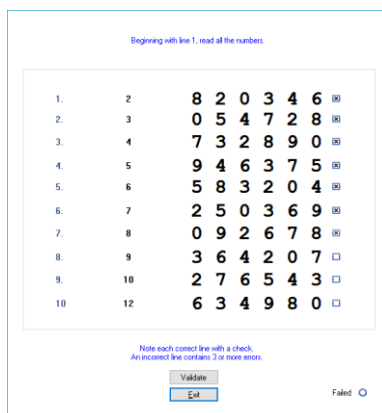 Beginning with line 1, read all the numbers.
1. 2 8 2 0 3 4 6
2. 3 0 5 4 7 2 8
3. 4 7 3 2 8 9 0
4. 5 9 4 6 3 7 5
5. 6 5 8 3 2 0 4
6. 7 2 5 0 3 6 9
7. 8 0 9 2 6 7 8
8. 9 3 6 4 2 0 7
9. 10 2 7 6 5 4 3
10 12 6 3 4 9 8 0
Note each correct line with a check.
An incorrect line contains 3 or more errors.
Validate
Exit
Failed